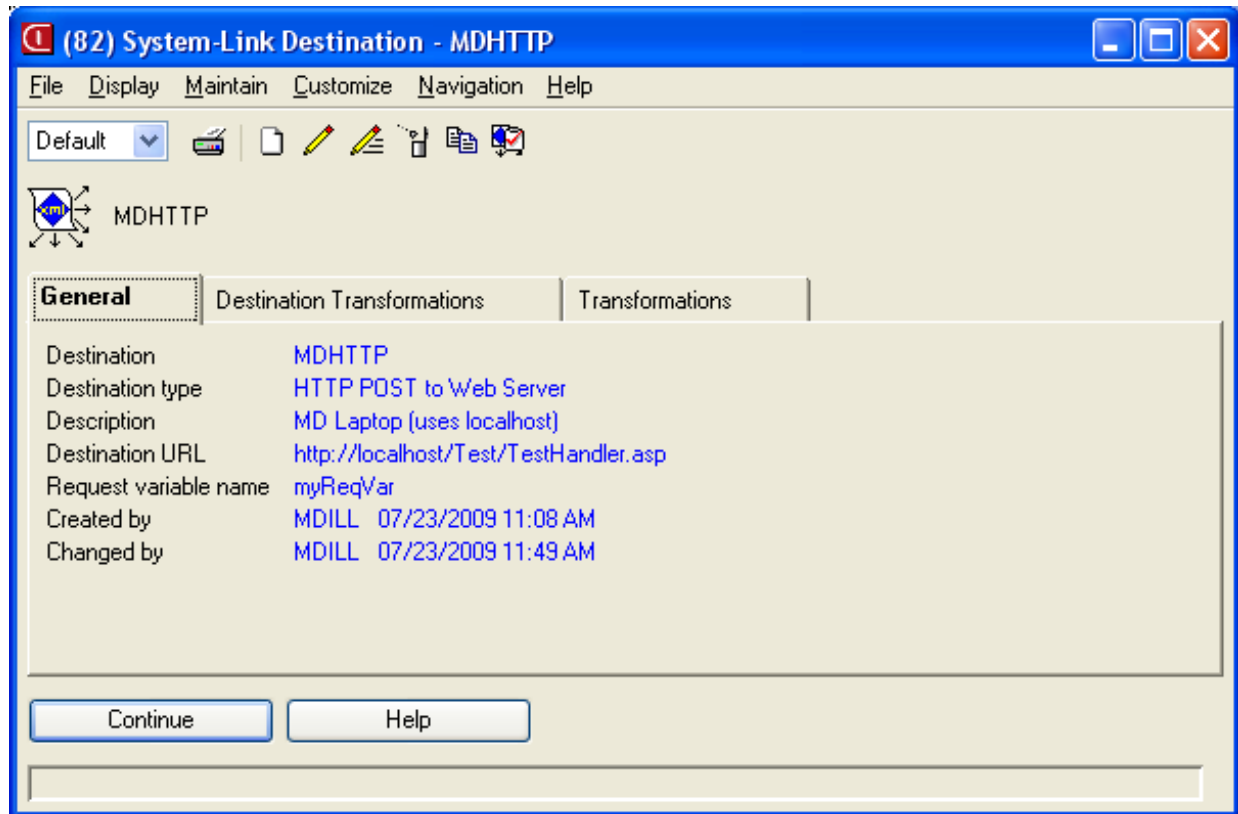 (82) System-Link Destination - MDHTTP
File Display Maintain Customize Navigation Help
Default
xml
MDHTTP
General Destination Transformations Transformations
Destination MDHTTP
Destination type HTTP POST to Web Server
Description MD Laptop (uses localhost)
Destination URL http://localhost/Test/TestHandler.asp
Request variable name myReqVar
Created by MDILL 07/23/2009 11:08 AM
Changed by MDILL 07/23/2009 11:49 AM
Continue Help